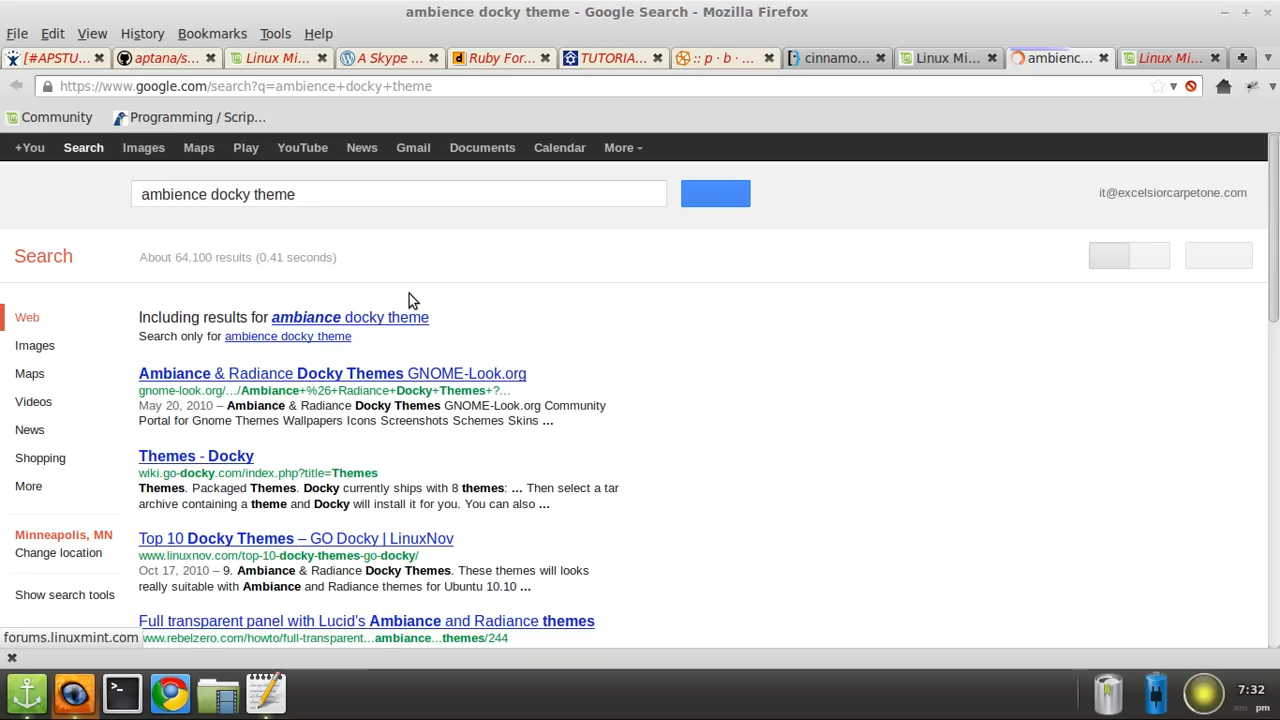 ambience docky theme - Google Search - Mozilla Firefox
File Edit View History Bookmarks Tools Help
[#APSTU... aptana/s... Linux Mi... A Skype ... Ruby For... TUTORIA... :: p · b · ... cinnamo... Linux Mi... ambienc... Linux Mi...
https://www.google.com/search?q=ambience+docky+theme
Community Programming / Scrip...
+You Search Images Maps Play YouTube News Gmail Documents Calendar More
ambience docky theme
it@excelsiorcarpetone.com
Search About 64,100 results (0.41 seconds)
Web
Images
Maps
Videos
News
Shopping
More
Minneapolis, MN
Change location
Show search tools
Including results for ambiance docky theme
Search only for ambience docky theme
Ambiance & Radiance Docky Themes GNOME-Look.org
gnome-look.org/.../Ambiance+%26+Radiance+Docky+Themes+?...
May 20, 2010 – Ambiance & Radiance Docky Themes GNOME-Look.org Community
Portal for Gnome Themes Wallpapers Icons Screenshots Schemes Skins ...
Themes - Docky
wiki.go-docky.com/index.php?title=Themes
Themes. Packaged Themes. Docky currently ships with 8 themes: ... Then select a tar
archive containing a theme and Docky will install it for you. You can also ...
Top 10 Docky Themes – GO Docky | LinuxNov
www.linuxnov.com/top-10-docky-themes-go-docky/
Oct 17, 2010 – 9. Ambiance & Radiance Docky Themes. These themes will looks
really suitable with Ambiance and Radiance themes for Ubuntu 10.10 ...
Full transparent panel with Lucid's Ambiance and Radiance themes
www.rebelzero.com/howto/full-transparent...ambiance...themes/244
forums.linuxmint.com
7:32
am pm